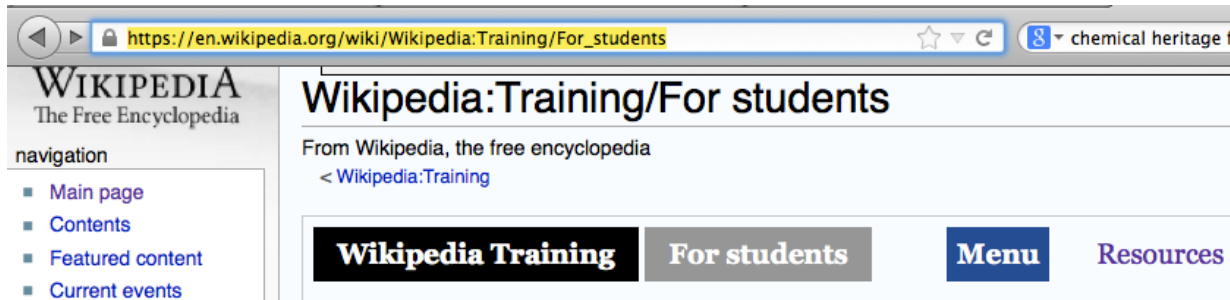 https://en.wikipedia.org/wiki/Wikipedia:Training/For_students
8 chemical heritage
WIKIPEDIA
The Free Encyclopedia
navigation
Main page
Contents
Featured content
Current events
Wikipedia:Training/For students
From Wikipedia, the free encyclopedia
< Wikipedia:Training
Wikipedia Training For students Menu Resources